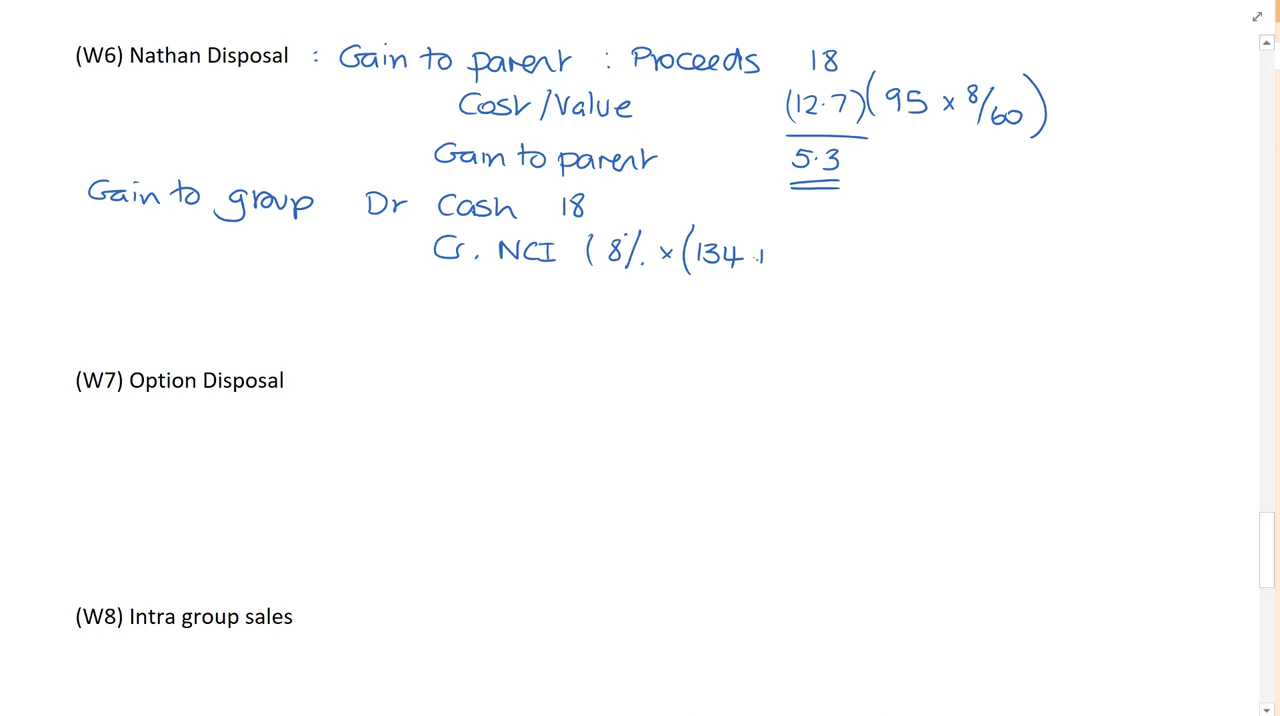 (W6) Nathan Disposal : Gain to parent : Proceeds 18
Cost/Value (12.7) (95 x 8/60)
Gain to parent 5.3
Gain to group Dr Cash 18
Cr. NCI (8% x (134
(W7) Option Disposal
(W8) Intra group sales